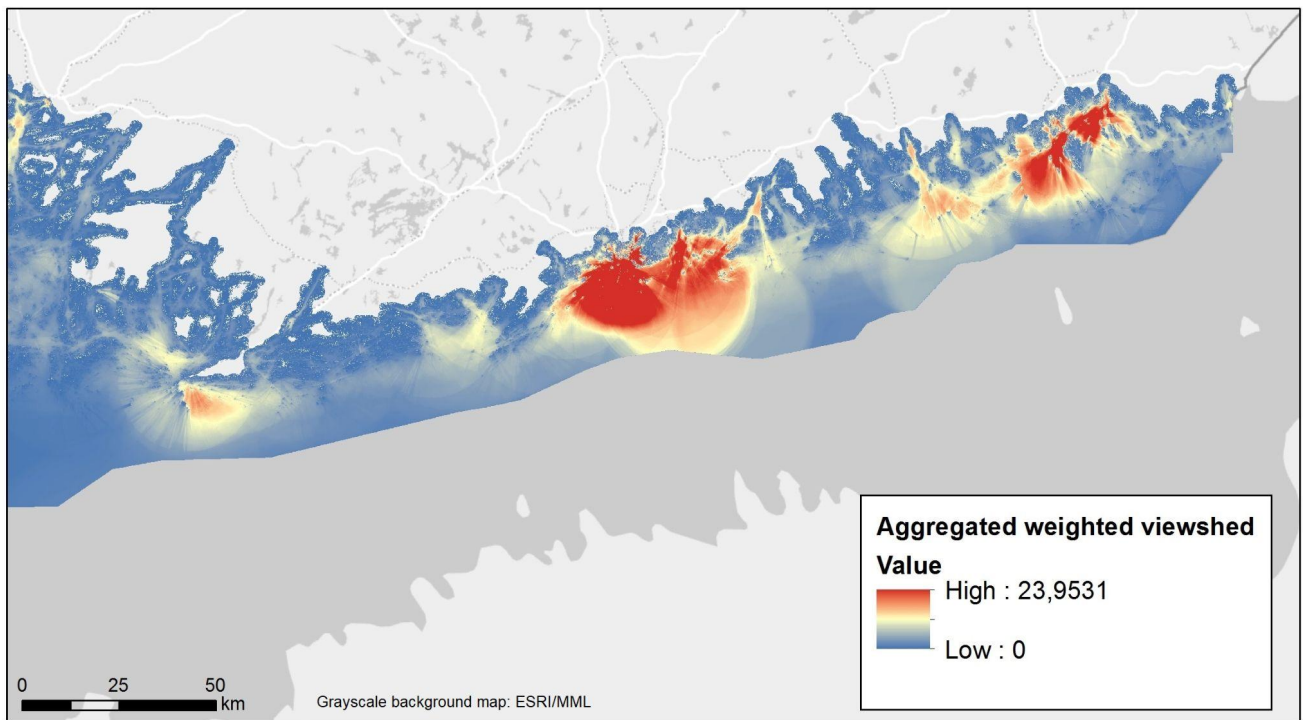 Aggregated weighted viewshed
Value
High : 23,9531
Low : 0
0 25 50
km
Grayscale background map: ESRI/MML